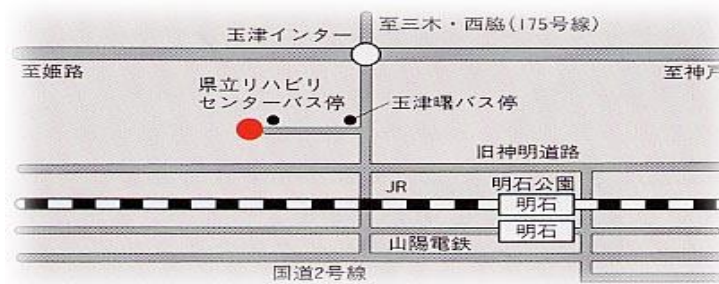 至三木・西脇(175号線)
玉津インター
至姫路
至神戸
県立リハビリ
センターバス停
玉津曙バス停
旧神明道路
JR
明石公園
明石
明石
山陽電鉄
国道2号線